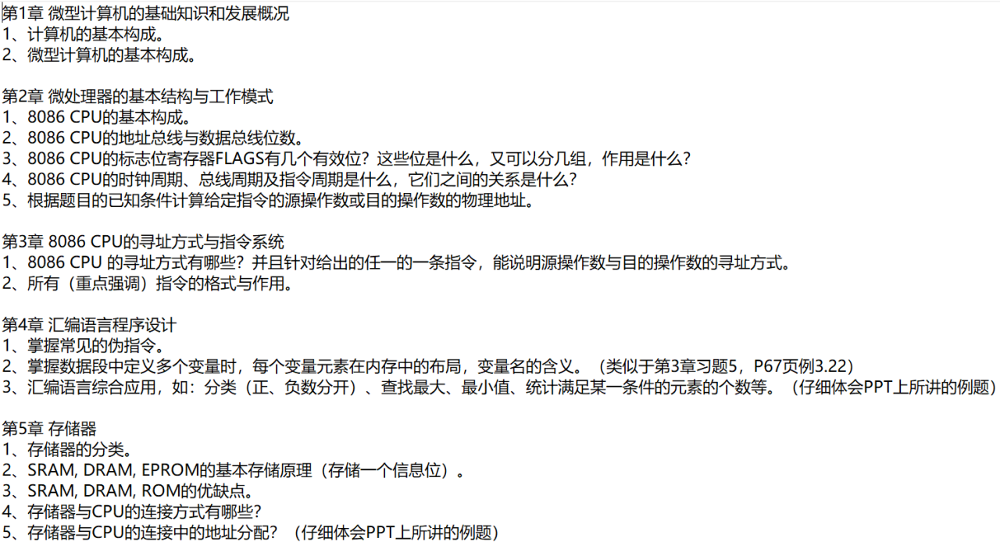 第1章 微型计算机的基础知识和发展概况
1、计算机的基本构成。
2、微型计算机的基本构成。
第2章 微处理器的基本结构与工作模式
1、8086 CPU的基本构成。
2、8086 CPU的地址总线与数据总线位数。
3、8086 CPU的标志位寄存器FLAGS有几个有效位？这些位是什么，又可以分几组，作用是什么？
4、8086 CPU的时钟周期、总线周期及指令周期是什么，它们之间的关系是什么？
5、根据题目的已知条件计算给定指令的源操作数或目的操作数的物理地址。
第3章 8086 CPU的寻址方式与指令系统
1、8086 CPU 的寻址方式有哪些？并且针对给出的任一的一条指令，能说明源操作数与目的操作数的寻址方式。
2、所有（重点强调）指令的格式与作用。
第4章 汇编语言程序设计
1、掌握常见的伪指令。
2、掌握数据段中定义多个变量时，每个变量元素在内存中的布局，变量名的含义。（类似于第3章习题5，P67页例3.22）
3、汇编语言综合应用，如：分类（正、负数分开）、查找最大、最小值、统计满足某一条件的元素的个数等。（仔细体会PPT上所讲的例题）
第5章 存储器
1、存储器的分类。
2、SRAM, DRAM, EPROM的基本存储原理（存储一个信息位）。
3、SRAM, DRAM, ROM的优缺点。
4、存储器与CPU的连接方式有哪些？
5、存储器与CPU的连接中的地址分配？（仔细体会PPT上所讲的例题）